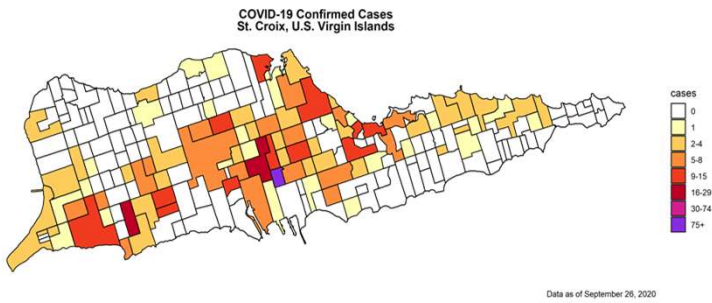 COVID-19 Confirmed Cases
St. Croix, U.S. Virgin Islands
cases
0
1
2-4
5-8
9-15
16-29
30-74
75+
Data as of September 26, 2020